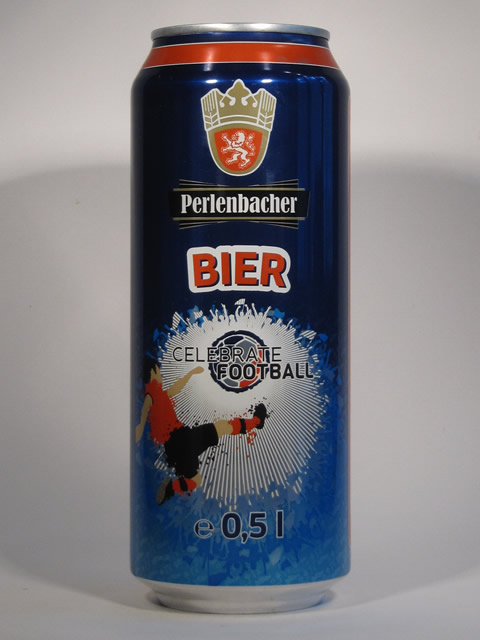 Perlenbacher
BIER
CELEBRATE
FOOTBALL
℮ 0,5 l